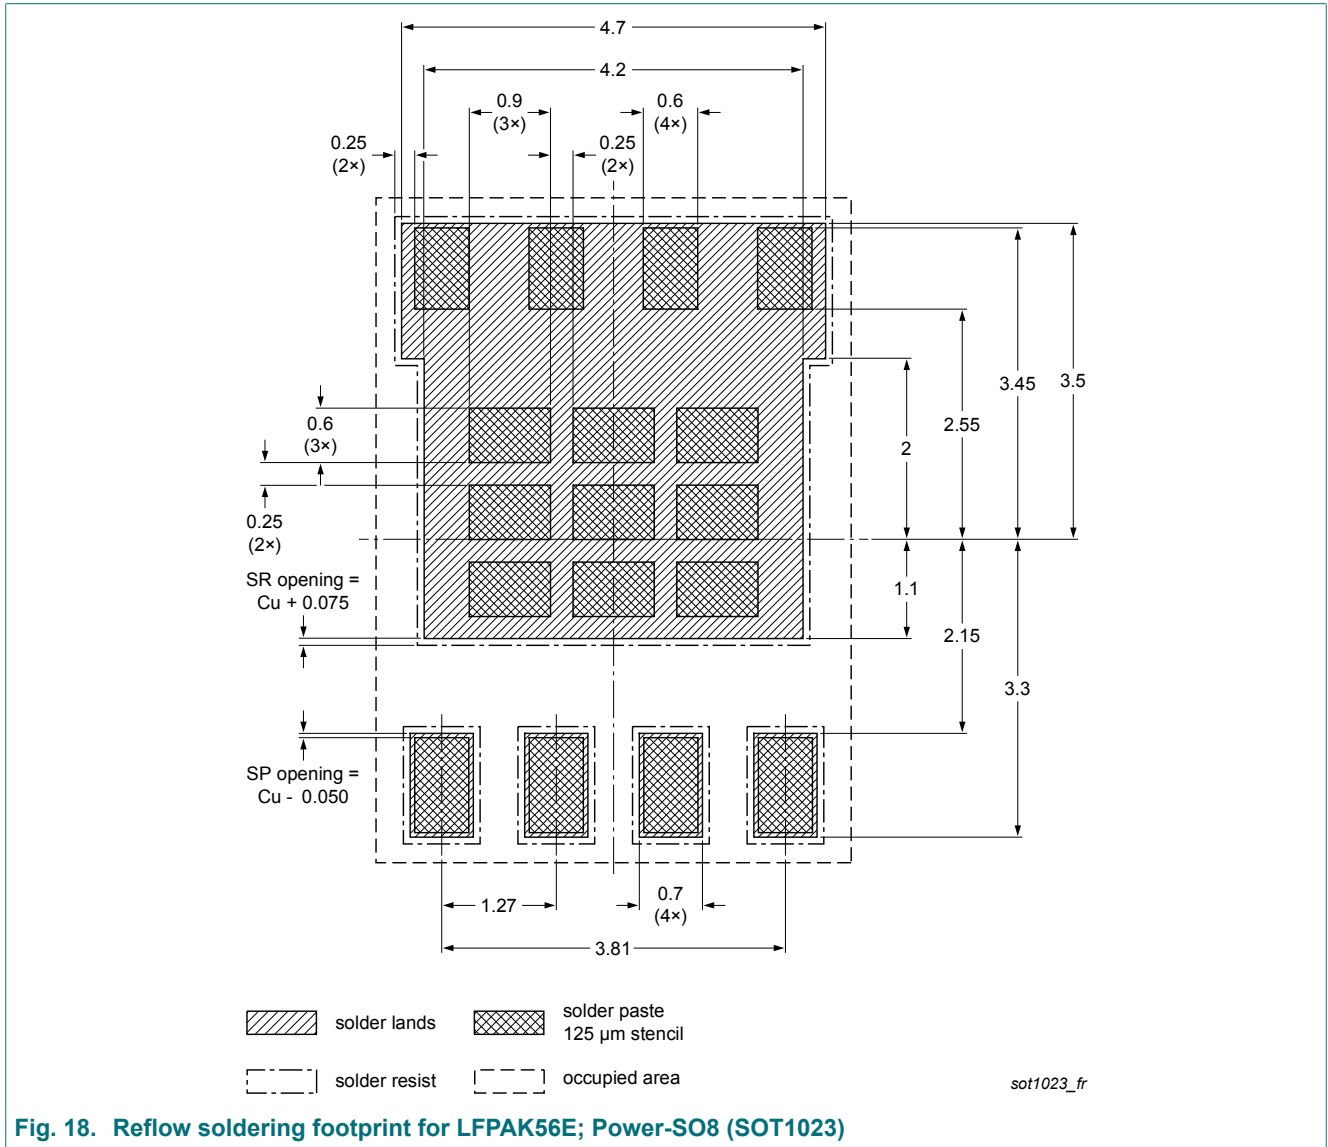 4.7
4.2
0.9
(3×)
0.6
(4×)
0.25
(2×)
0.25
(2×)
3.45
3.5
2.55
2
0.6
(3×)
0.25
(2×)
SR opening =
Cu + 0.075
1.1
2.15
3.3
SP opening =
Cu - 0.050
1.27
0.7
(4×)
3.81
solder lands
solder paste
125 µm stencil
solder resist
occupied area
sot1023_fr
Fig. 18. Reflow soldering footprint for LFPAK56E; Power-SO8 (SOT1023)